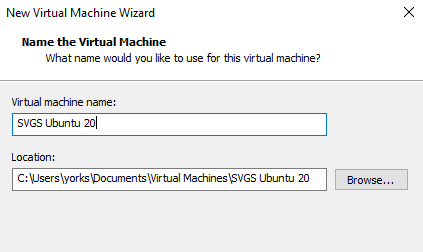 New Virtual Machine Wizard
Name the Virtual Machine
What name would you like to use for this virtual machine?
Virtual machine name:
SVGS Ubuntu 20
Location:
C:\Users\yorks\Documents\Virtual Machines\SVGS Ubuntu 20
Browse...